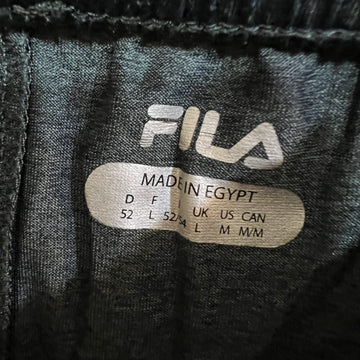 FILA
MADE IN EGYPT
D F I UK US CAN
52 L 52/54 L M M/M